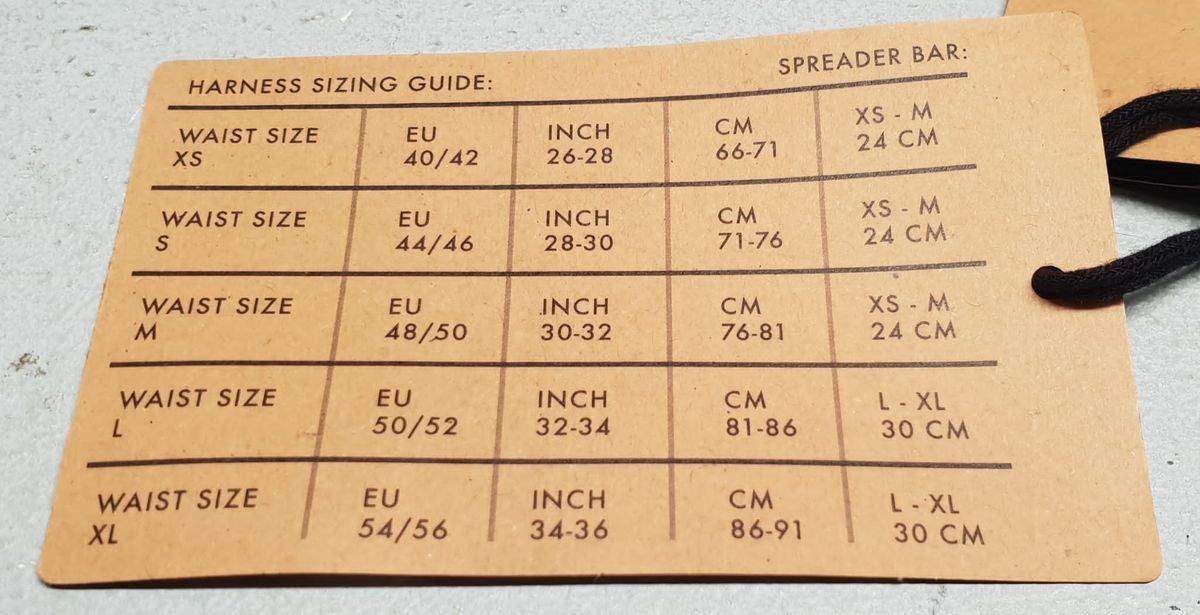 HARNESS SIZING GUIDE:
SPREADER BAR:
WAIST SIZE
XS
EU
40/42
INCH
26-28
CM
66-71
XS - M
24 CM
WAIST SIZE
S
EU
44/46
INCH
28-30
CM
71-76
XS - M
24 CM
WAIST SIZE
M
EU
48/50
INCH
30-32
CM
76-81
XS - M
24 CM
WAIST SIZE
L
EU
50/52
INCH
32-34
CM
81-86
L - XL
30 CM
WAIST SIZE
XL
EU
54/56
INCH
34-36
CM
86-91
L - XL
30 CM